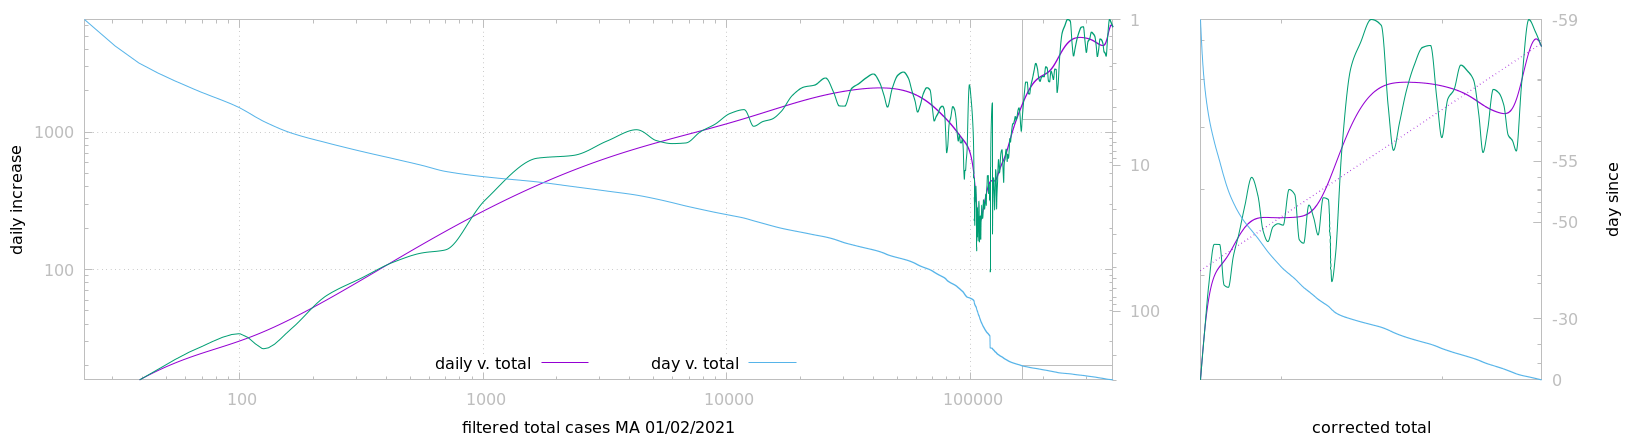 daily increase
1000
100
daily v. total
day v. total
100
1000
10000
100000
filtered total cases MA 01/02/2021
1
10
100
-59
-55
-50
-30
0
day since
corrected total